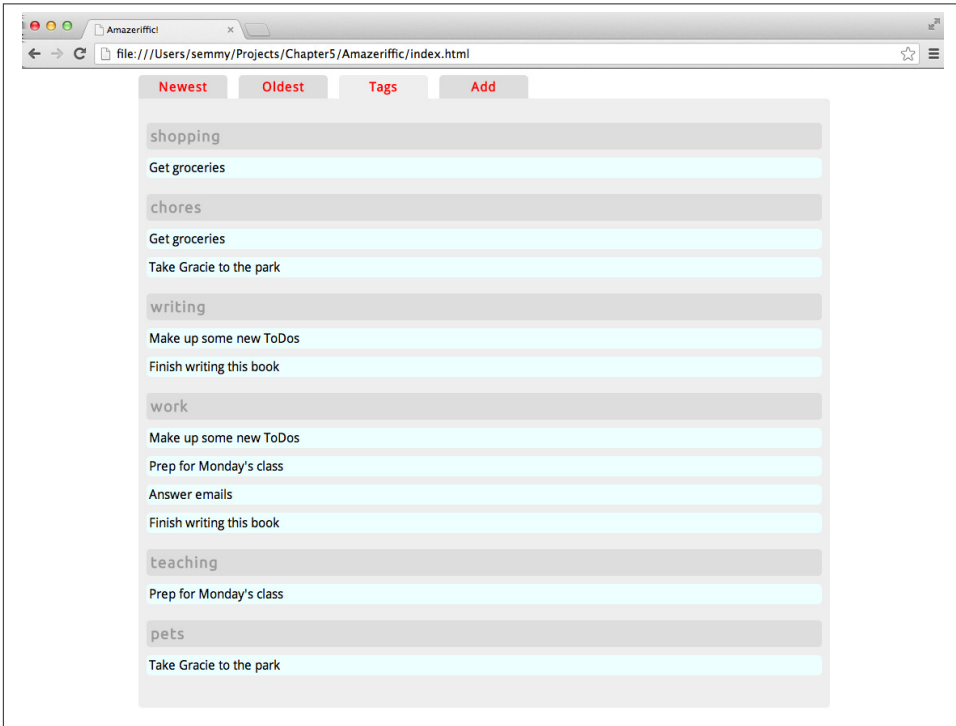 Amazeriffic!
file:///Users/semmy/Projects/Chapter5/Amazeriffic/index.html
Newest Oldest Tags Add
shopping
Get groceries
chores
Get groceries
Take Gracie to the park
writing
Make up some new ToDos
Finish writing this book
work
Make up some new ToDos
Prep for Monday's class
Answer emails
Finish writing this book
teaching
Prep for Monday's class
pets
Take Gracie to the park